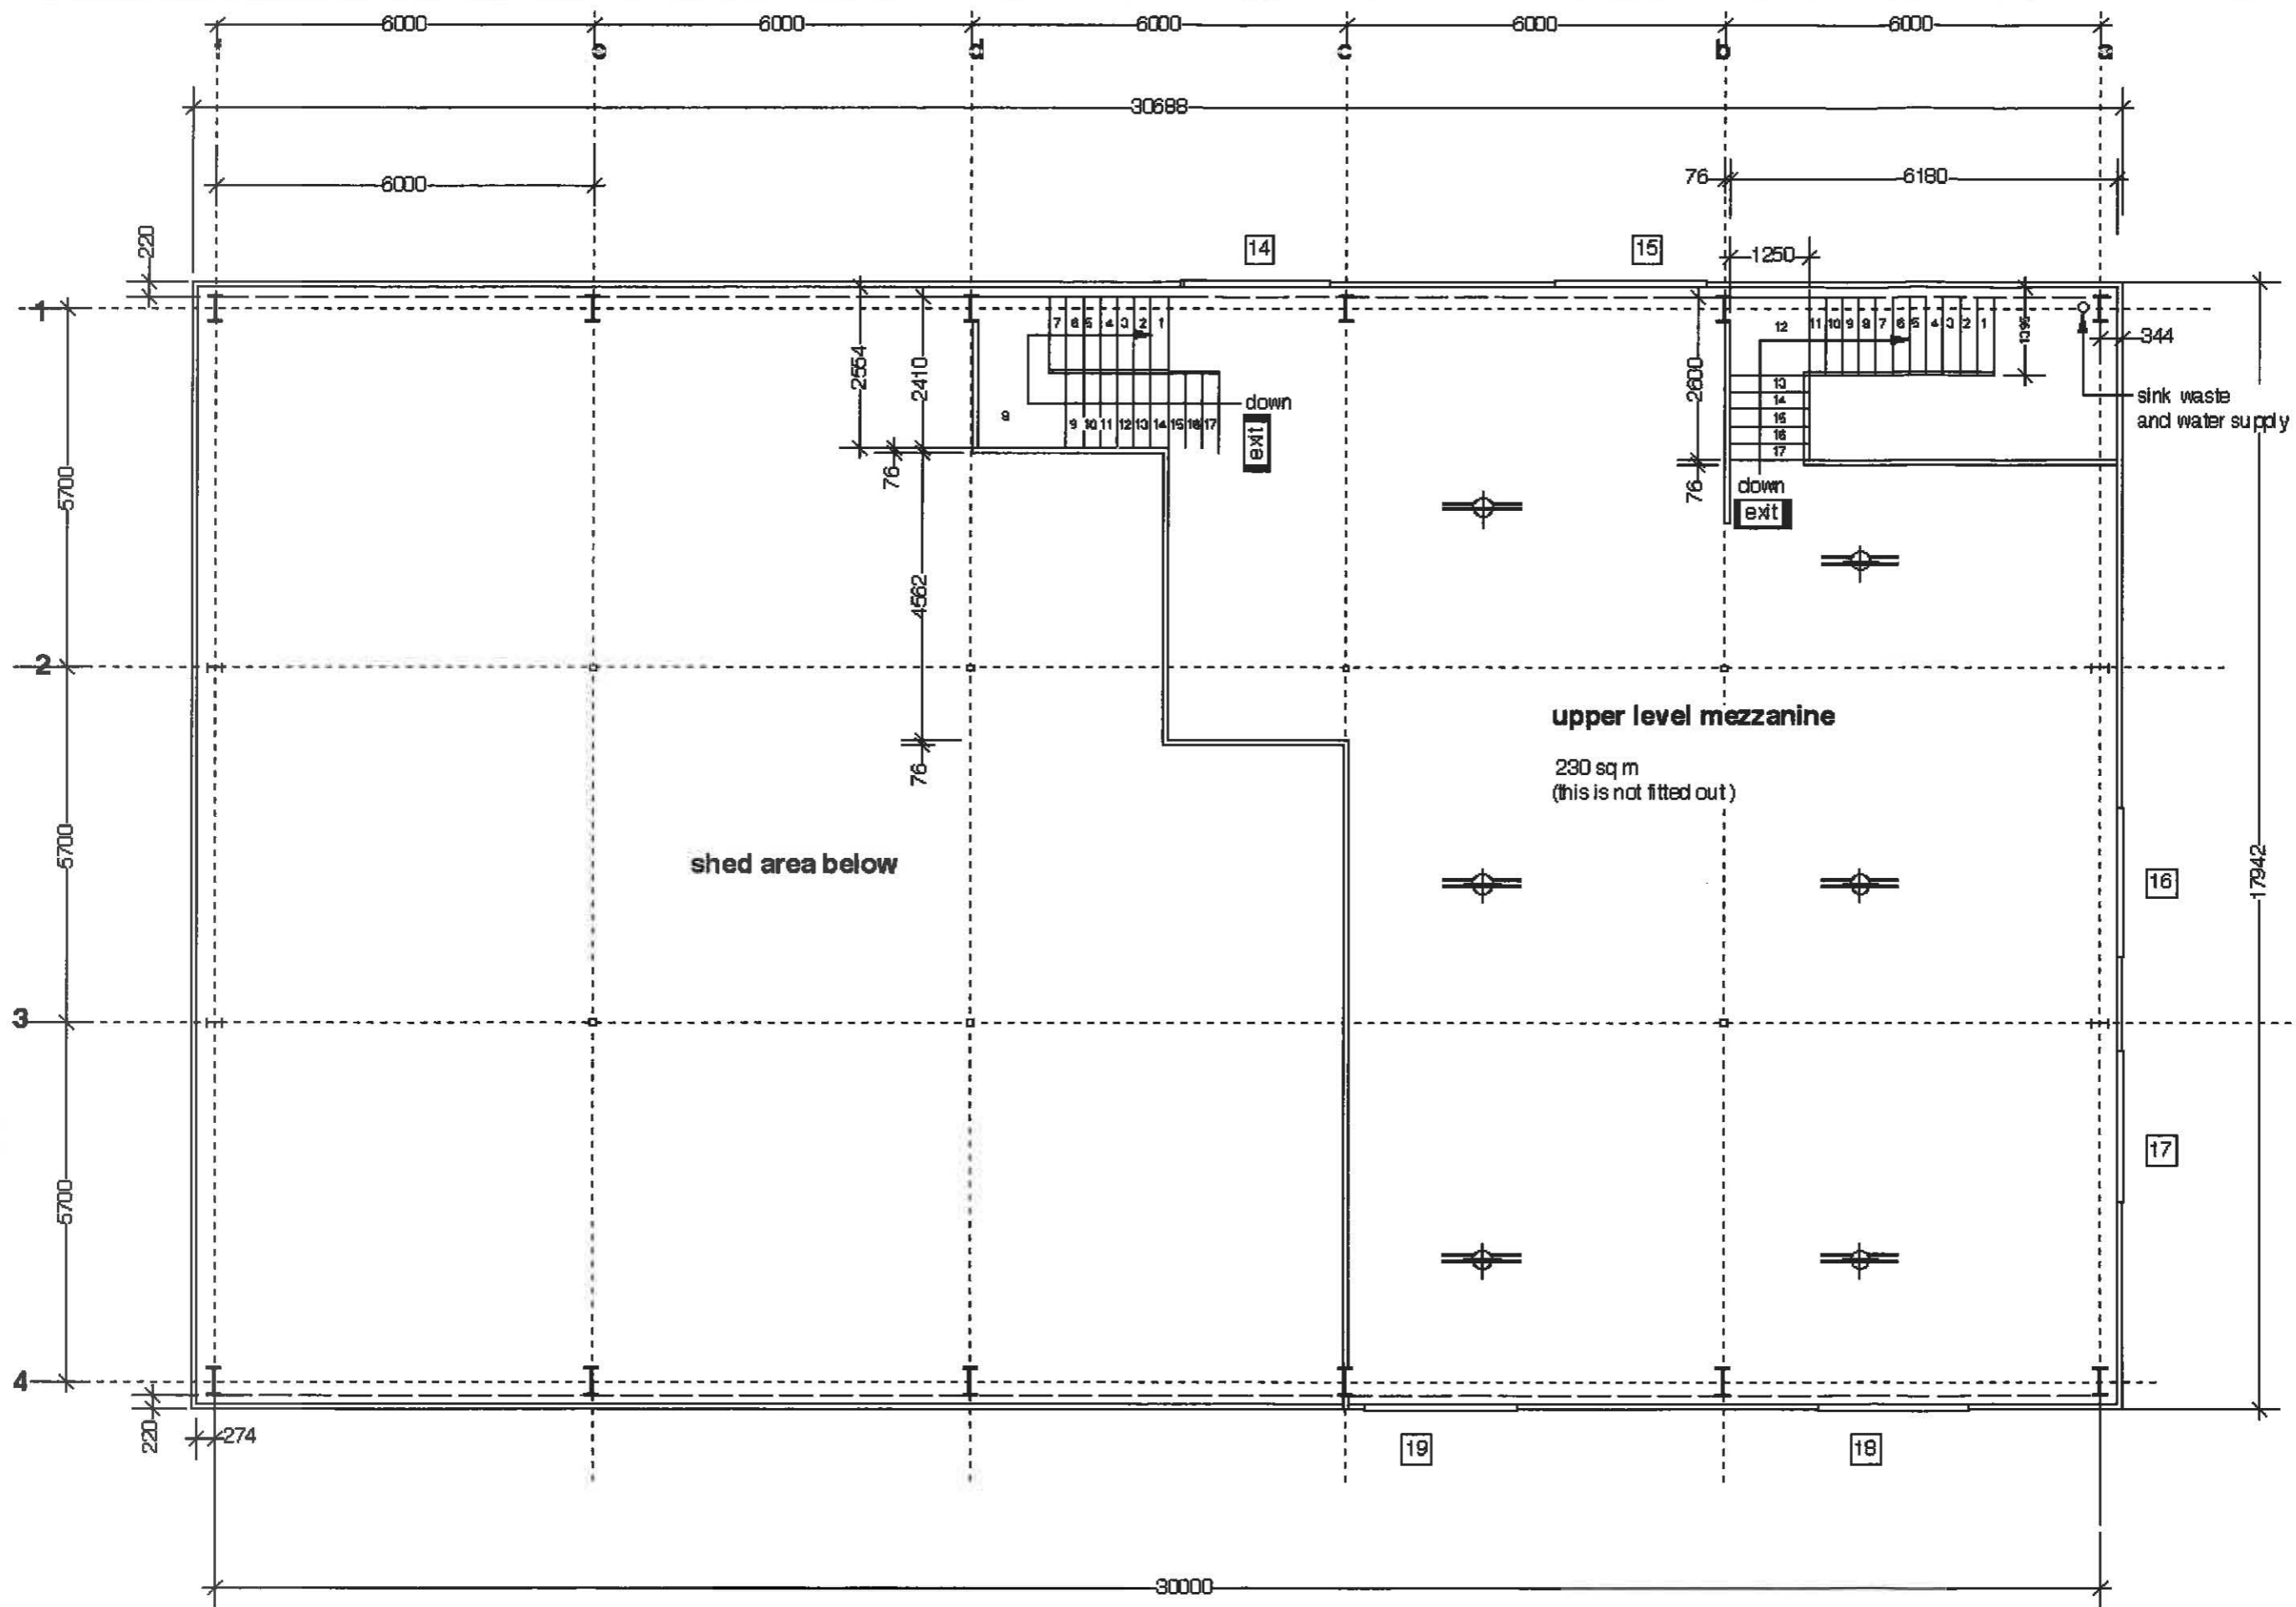 6000 6000 6000 6000 6000
f e d c b a
30688
6000 76 6180
220
14 15 1250
1
7 6 5 4 3 2 1
12 11 10 9 8 7 6 5 4 3 2 1
1395
344
2554 2410 2600
sink waste
and water supply
down
exit
8 9 10 11 12 13 14 15 16 17
13
14
15
16
17
76 76
down
exit
5700
4562
2
76
upper level mezzanine
230 sq m
(this is not fitted out)
shed area below
5700
16
17942
3
17
5700
4
220 274
19 18
30000